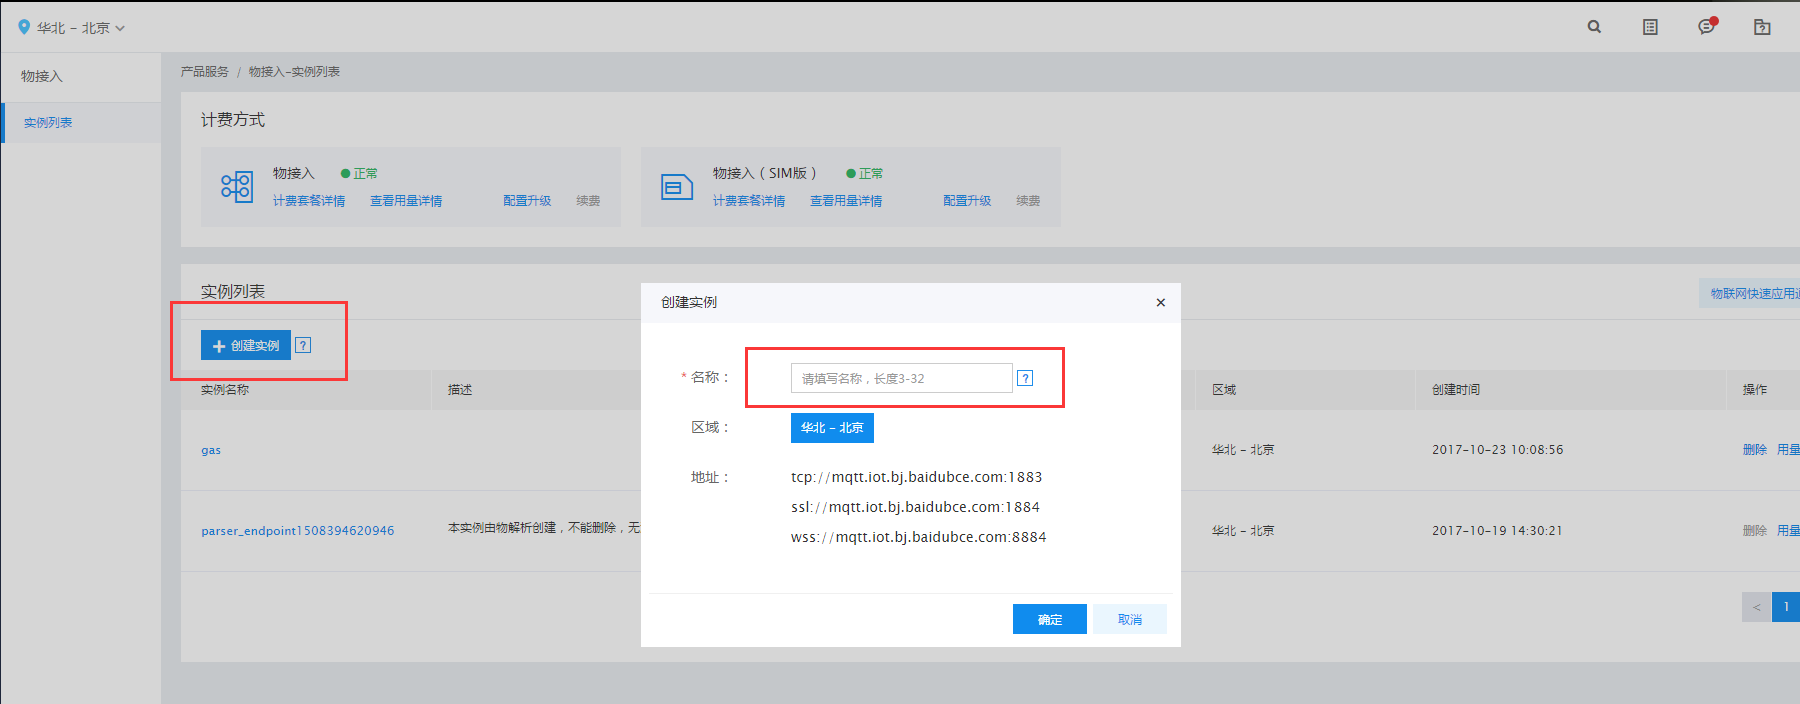 华北 – 北京
物接入
实例列表
产品服务 / 物接入-实例列表
计费方式
物接入 正常
计费套餐详情 查看用量详情 配置升级 续费
物接入（SIM版） 正常
计费套餐详情 查看用量详情 配置升级 续费
实例列表
物联网快速应用
+ 创建实例 ?
实例名称 描述 区域 创建时间 操作
gas 华北 – 北京 2017-10-23 10:08:56 删除 用量
parser_endpoint1508394620946 本实例由物解析创建，不能删除，无 华北 – 北京 2017-10-19 14:30:21 删除 用量
< 1
创建实例 ×
* 名称： 请填写名称，长度3-32 ?
区域： 华北 – 北京
地址： tcp://mqtt.iot.bj.baidubce.com:1883
ssl://mqtt.iot.bj.baidubce.com:1884
wss://mqtt.iot.bj.baidubce.com:8884
确定 取消